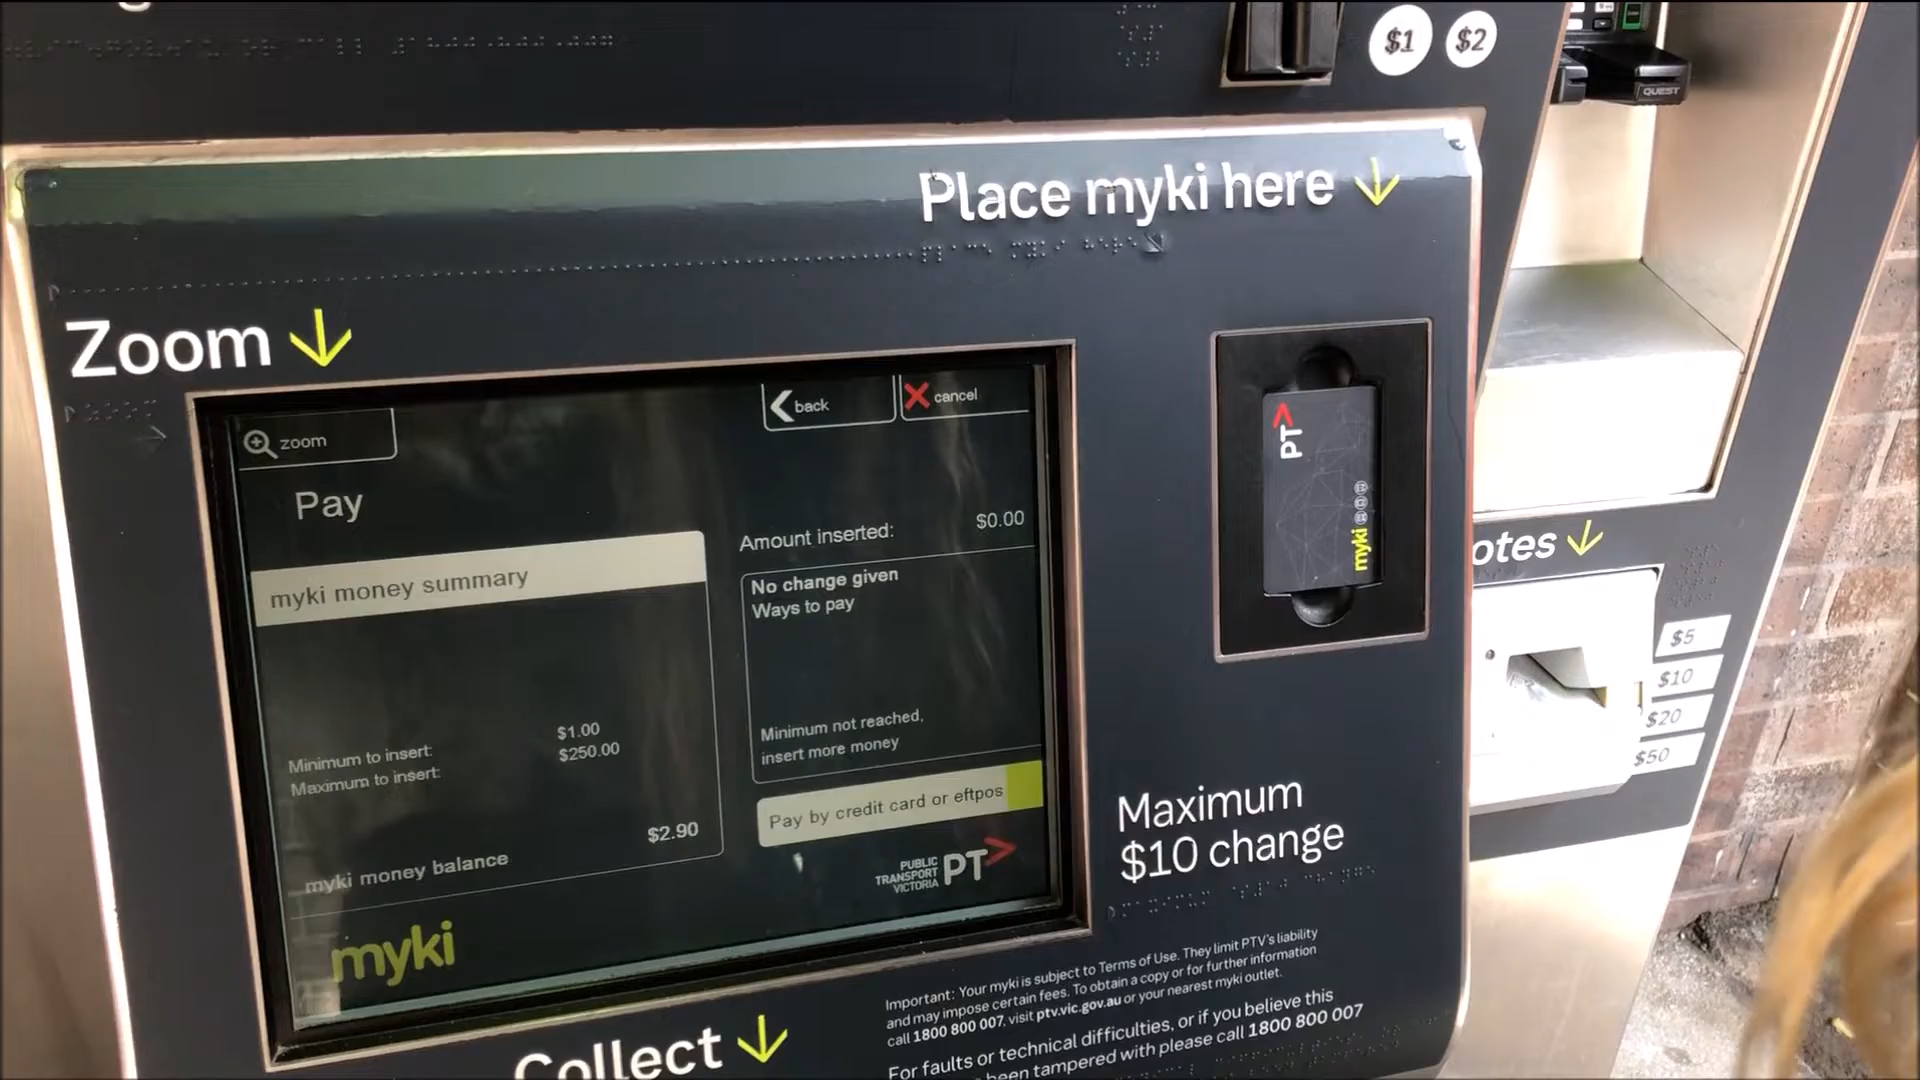 $1 $2
QUEST
Place myki here
Zoom
zoom
back
cancel
Pay
myki money summary
Minimum to insert: $1.00
Maximum to insert: $250.00
myki money balance $2.90
myki
Amount inserted: $0.00
No change given
Ways to pay
Minimum not reached,
insert more money
Pay by credit card or eftpos
PUBLIC
TRANSPORT
VICTORIA
PT
PT
myki
otes
$5
$10
$20
$50
Maximum
$10 change
Important: Your myki is subject to Terms of Use. They limit PTV's liability
and may impose certain fees. To obtain a copy or for further information
call 1800 800 007, visit ptv.vic.gov.au or your nearest myki outlet.
For faults or technical difficulties, or if you believe this
been tampered with please call 1800 800 007
Collect